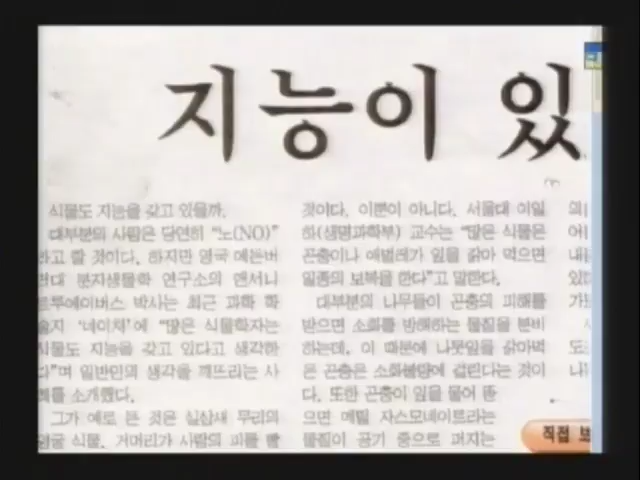 지능이 있
식물도 지능을 갖고 있을까.
대부분의 사람은 당연히 “노(NO)”
라고 할 것이다. 하지만 영국 에든버
런대 분자생물학 연구소의 앤서니
트루에이버스 박사는 최근 과학 학
술지 ‘네이처’에 “많은 식물학자는
식물도 지능을 갖고 있다고 생각한
다”며 일반인의 생각을 깨뜨리는 사
례를 소개했다.
그가 예로 든 것은 실삼새 무리의
덩굴 식물. 거머리가 사람의 피를 빨
것이다. 이뿐이 아니다. 서울대 이일
하(생명과학부) 교수는 “많은 식물은
곤충이나 애벌레가 잎을 갉아 먹으면
일종의 보복을 한다”고 말한다.
대부분의 나무들이 곤충의 피해를
받으면 소화를 방해하는 물질을 분비
하는데, 이 때문에 나뭇잎을 갉아먹
은 곤충은 소화불량에 걸린다는 것이
다. 또한 곤충이 잎을 물어 뜯
으면 메틸 자스모네이트라는
물질이 공기 중으로 퍼지는
직접 보